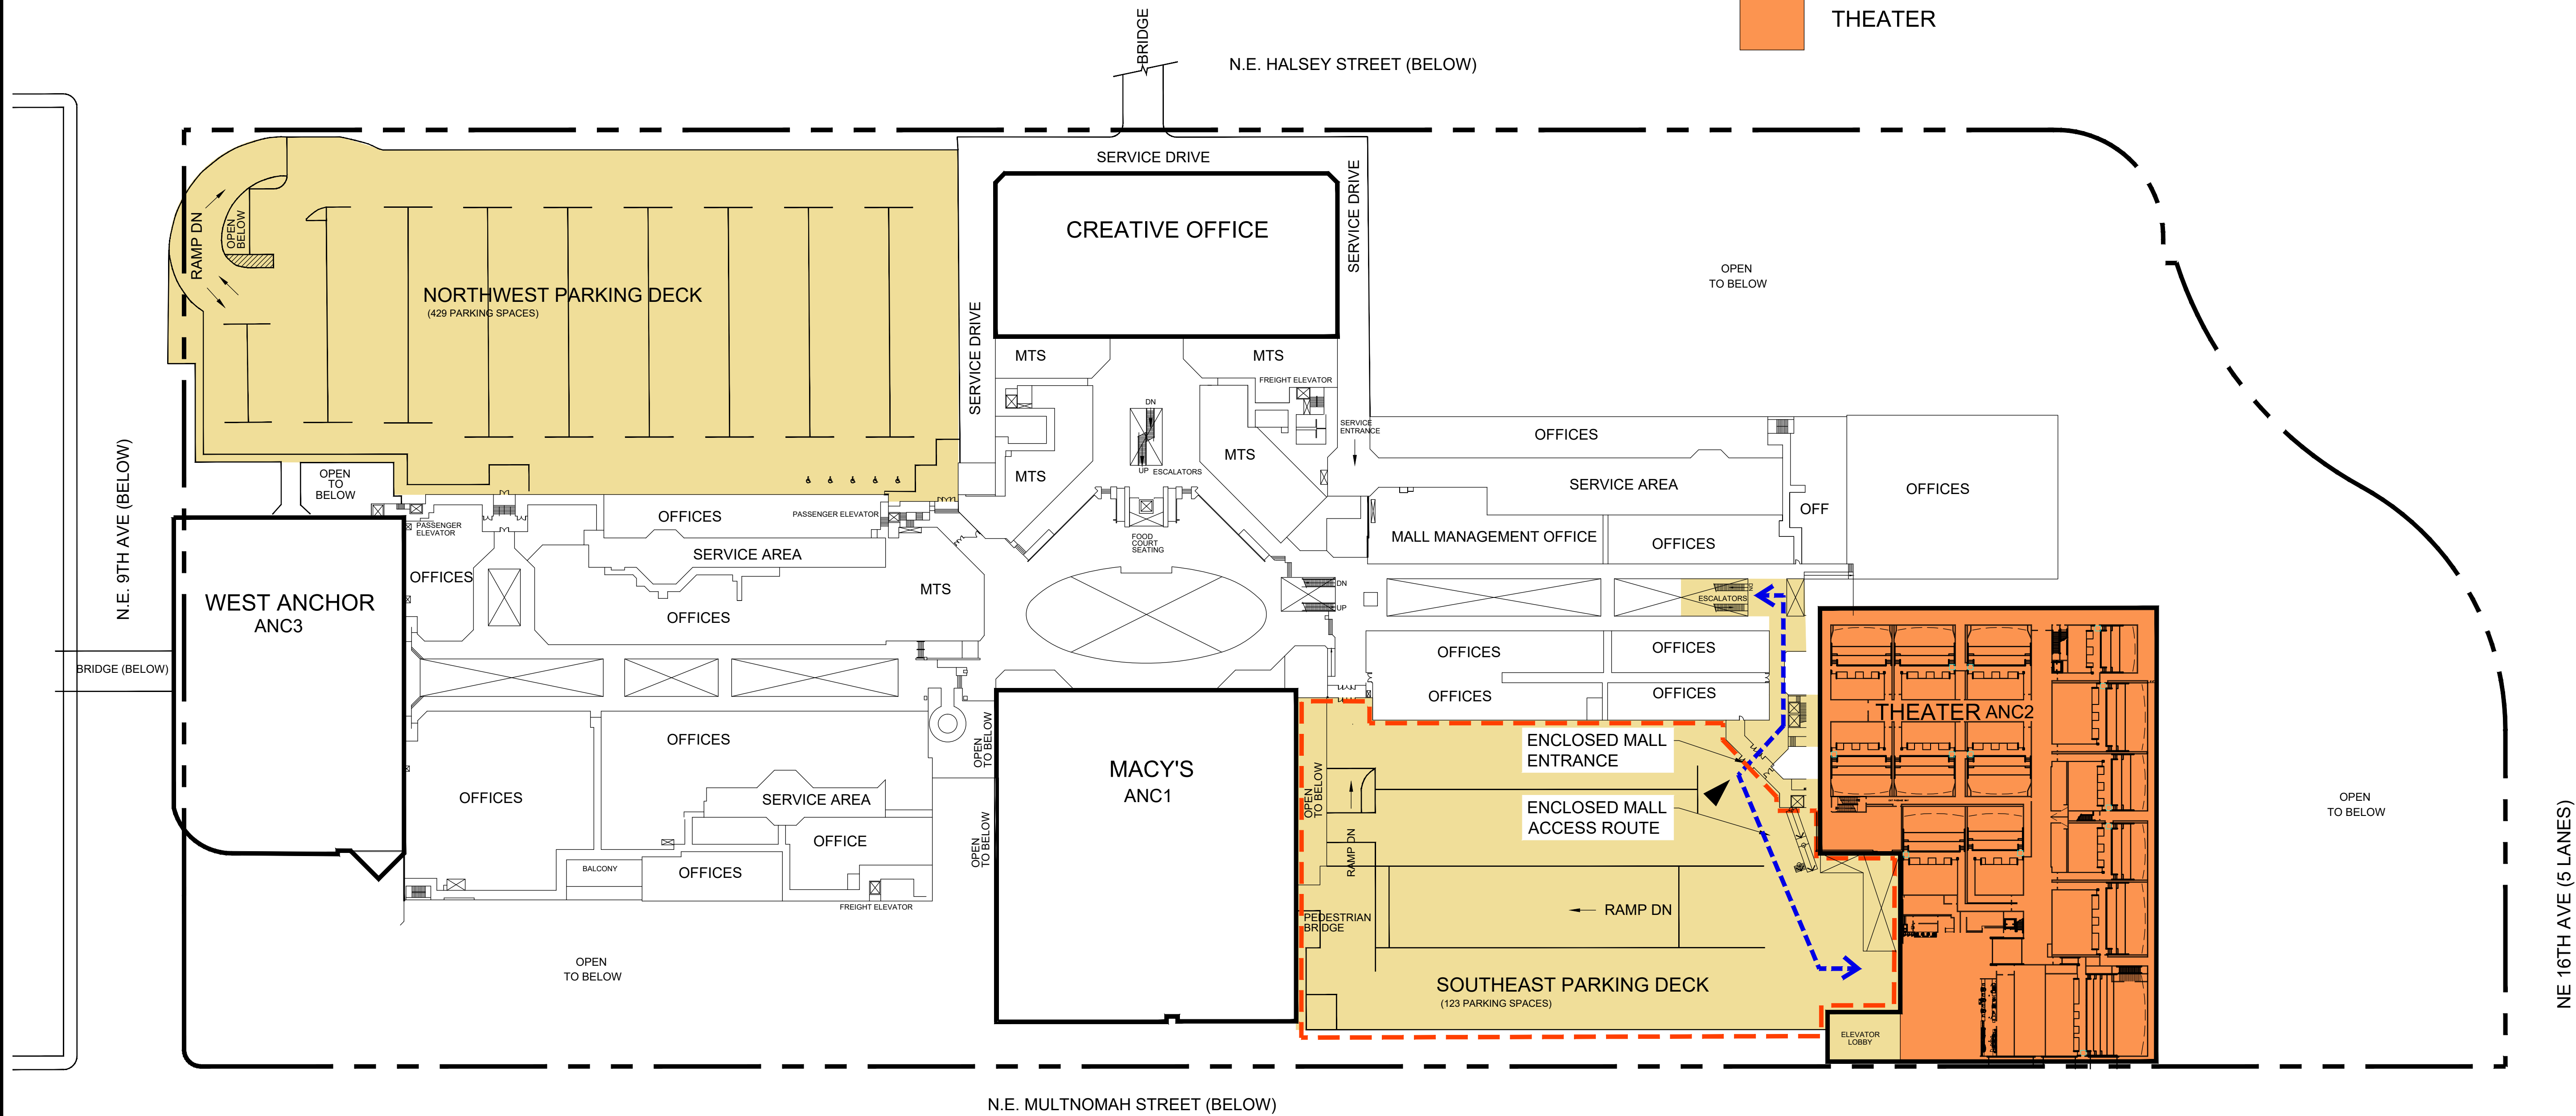 THEATER
BRIDGE
N.E. HALSEY STREET (BELOW)
SERVICE DRIVE
SERVICE DRIVE
SERVICE DRIVE
CREATIVE OFFICE
RAMP DN
OPEN
BELOW
NORTHWEST PARKING DECK
(429 PARKING SPACES)
OPEN
TO BELOW
MTS
MTS
FREIGHT ELEVATOR
DN
UP
ESCALATORS
MTS
MTS
SERVICE
ENTRANCE
OFFICES
SERVICE AREA
OFFICES
OFF
MALL MANAGEMENT OFFICE
OFFICES
N.E. 9TH AVE (BELOW)
OPEN
TO
BELOW
PASSENGER
ELEVATOR
OFFICES
PASSENGER ELEVATOR
SERVICE AREA
FOOD
COURT
SEATING
OFFICES
MTS
DN
UP
ESCALATORS
WEST ANCHOR
ANC3
OFFICES
BRIDGE (BELOW)
OFFICES
OFFICES
OFFICES
OFFICES
THEATER ANC2
OFFICES
OPEN
TO BELOW
ENCLOSED MALL
ENTRANCE
MACY'S
ANC1
OPEN
TO BELOW
OFFICES
SERVICE AREA
OPEN
TO BELOW
ENCLOSED MALL
ACCESS ROUTE
OFFICE
RAMP DN
BALCONY
OFFICES
FREIGHT ELEVATOR
PEDESTRIAN
BRIDGE
RAMP DN
OPEN
TO BELOW
OPEN
TO BELOW
NE 16TH AVE (5 LANES)
SOUTHEAST PARKING DECK
(123 PARKING SPACES)
ELEVATOR
LOBBY
N.E. MULTNOMAH STREET (BELOW)